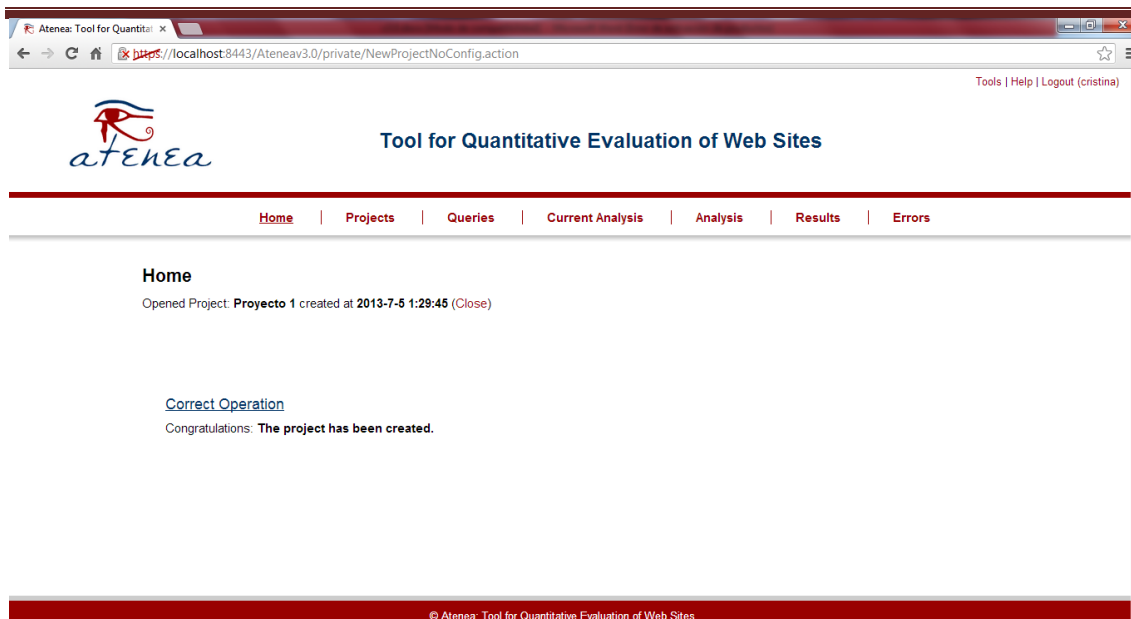 Atenea: Tool for Quantitat
https://localhost:8443/Ateneav3.0/private/NewProjectNoConfig.action
Tools | Help | Logout (cristina)
atenea
Tool for Quantitative Evaluation of Web Sites
Home | Projects | Queries | Current Analysis | Analysis | Results | Errors
Home
Opened Project: Proyecto 1 created at 2013-7-5 1:29:45 (Close)
Correct Operation
Congratulations: The project has been created.
© Atenea: Tool for Quantitative Evaluation of Web Sites